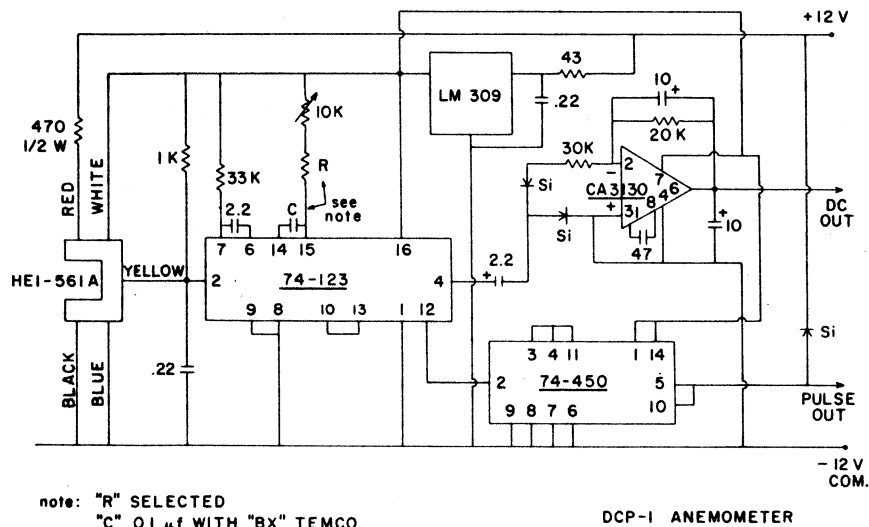 +12 V
43
LM 309
.22
10
+
20 K
10K
470
1/2 W
1 K
30K
2
7
CA3130
6
+
3
1
8
4
Si
Si
47
+
10
DC
OUT
RED
WHITE
33 K
R
see
note
2.2
C
7 6 14 15 16
HEI-561A
YELLOW
2
74-123
4
+
2.2
9 8 10 13 1 12
BLACK
BLUE
.22
3 4 11 1 14
2
74-450
5
10
9 8 7 6
Si
PULSE
OUT
-12 V
COM.
note: "R" SELECTED
"C" 0.1 µf WITH "BX" TEMCO
DCP-1 ANEMOMETER